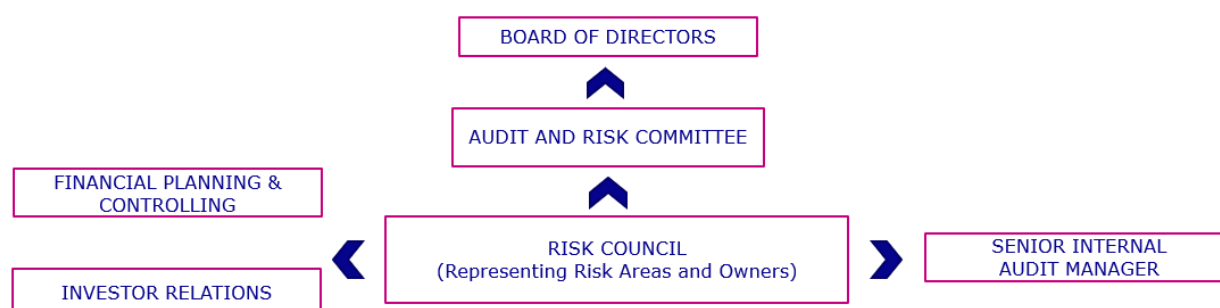 BOARD OF DIRECTORS
AUDIT AND RISK COMMITTEE
FINANCIAL PLANNING &
CONTROLLING
RISK COUNCIL
(Representing Risk Areas and Owners)
SENIOR INTERNAL
AUDIT MANAGER
INVESTOR RELATIONS